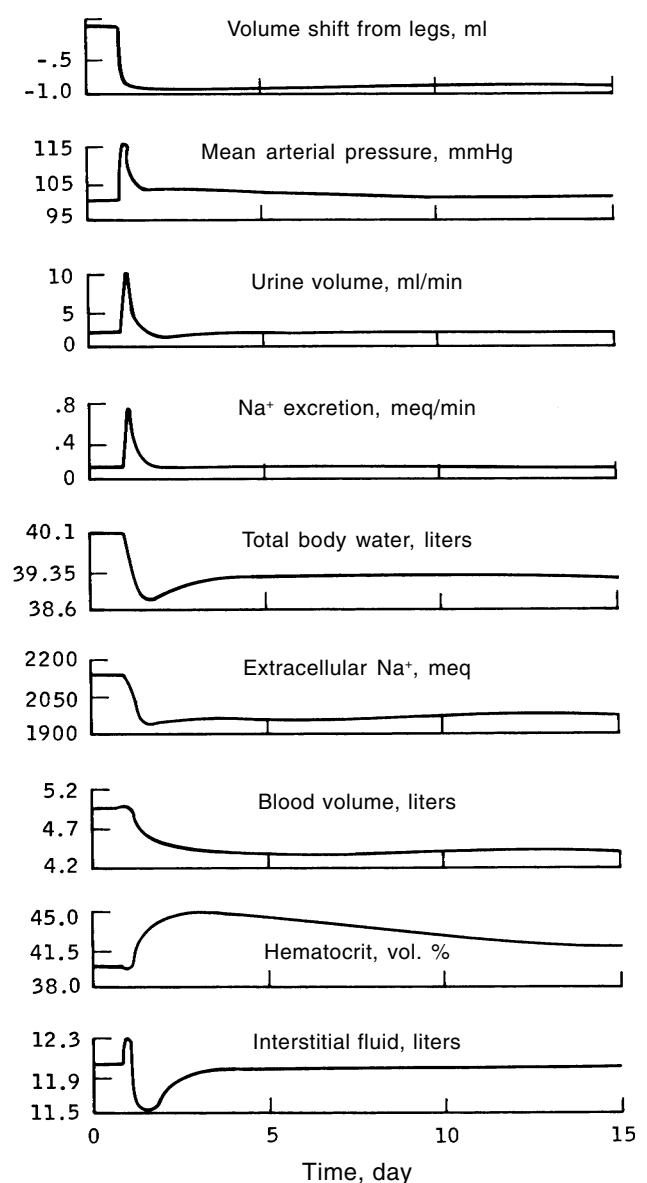 Volume shift from legs, ml
-.5
-1.0
115
Mean arterial pressure, mmHg
105
95
10
Urine volume, ml/min
5
0
.8
Na⁺ excretion, meq/min
.4
0
40.1
Total body water, liters
39.35
38.6
2200
Extracellular Na⁺, meq
2050
1900
5.2
Blood volume, liters
4.7
4.2
45.0
41.5
Hematocrit, vol. %
38.0
12.3
Interstitial fluid, liters
11.9
11.5
0 5 10 15
Time, day